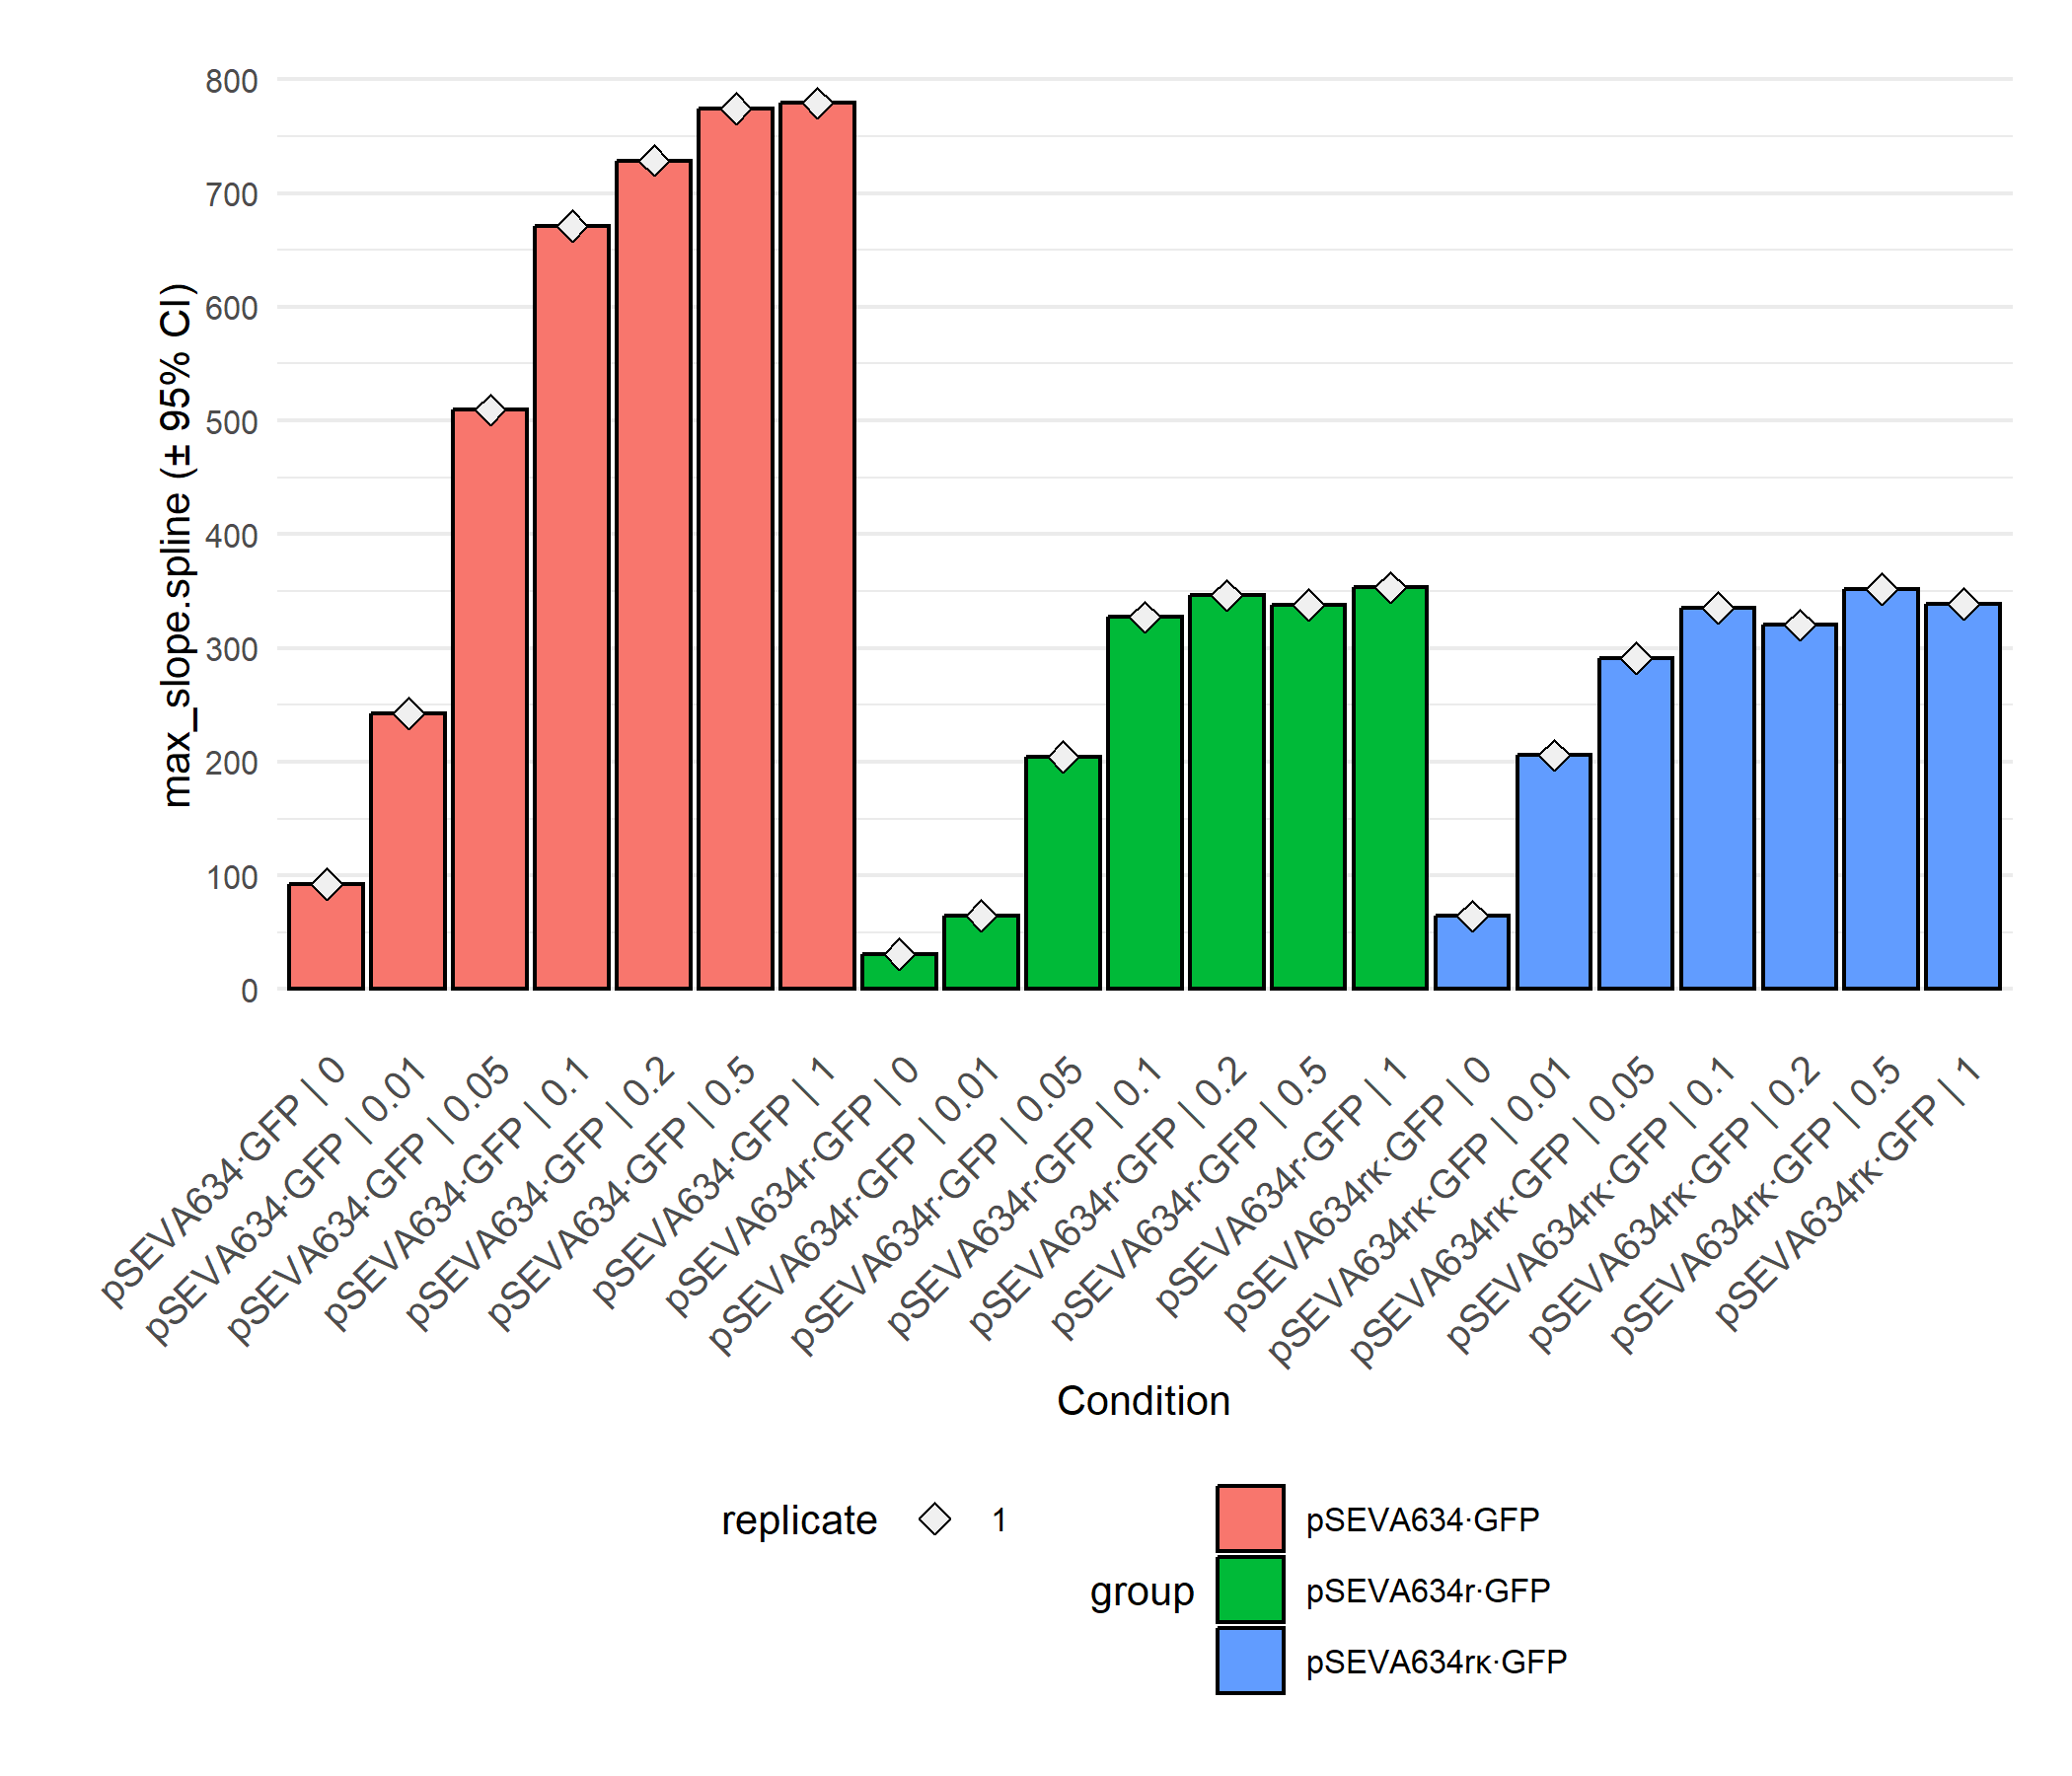 max_slope.spline (± 95% CI)
800
700
600
500
400
300
200
100
0
pSEVA634·GFP | 0
pSEVA634·GFP | 0.01
pSEVA634·GFP | 0.05
pSEVA634·GFP | 0.1
pSEVA634·GFP | 0.2
pSEVA634·GFP | 0.5
pSEVA634·GFP | 1
pSEVA634r·GFP | 0
pSEVA634r·GFP | 0.01
pSEVA634r·GFP | 0.05
pSEVA634r·GFP | 0.1
pSEVA634r·GFP | 0.2
pSEVA634r·GFP | 0.5
pSEVA634r·GFP | 1
pSEVA634rκ·GFP | 0
pSEVA634rκ·GFP | 0.01
pSEVA634rκ·GFP | 0.05
pSEVA634rκ·GFP | 0.1
pSEVA634rκ·GFP | 0.2
pSEVA634rκ·GFP | 0.5
pSEVA634rκ·GFP | 1
Condition
replicate 1
group
pSEVA634·GFP
pSEVA634r·GFP
pSEVA634rκ·GFP